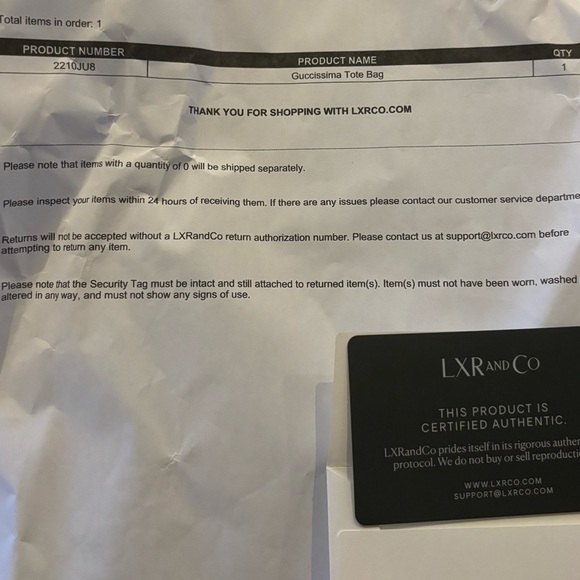 Total items in order: 1
PRODUCT NUMBER PRODUCT NAME QTY
2210JU8 Guccissima Tote Bag 1
THANK YOU FOR SHOPPING WITH LXRCO.COM
Please note that items with a quantity of 0 will be shipped separately.
Please inspect your items within 24 hours of receiving them. If there are any issues please contact our customer service departme
Returns will not be accepted without a LXRandCo return authorization number. Please contact us at support@lxrco.com before
attempting to return any item.
Please note that the Security Tag must be intact and still attached to returned item(s). Item(s) must not have been worn, washed
altered in any way, and must not show any signs of use.
LXRANDCO
THIS PRODUCT IS
CERTIFIED AUTHENTIC.
LXRandCo prides itself in its rigorous authen
protocol. We do not buy or sell reproducti
WWW.LXRCO.COM
SUPPORT@LXRCO.COM